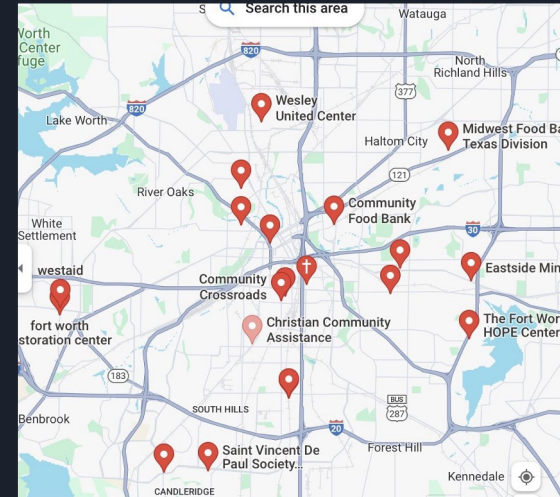 Search this area
S
Watauga
Worth
Center
fuge
820
North
Richland Hills
377
820
Wesley
United Center
Lake Worth
Haltom City
Midwest Food Ba
Texas Division
121
River Oaks
Community
Food Bank
White
Settlement
30
westaid
Eastside Min
Community
Crossroads
fort worth
storation center
Christian Community
Assistance
The Fort Wor
HOPE Center
183
BUS
287
SOUTH HILLS
20
Benbrook
Forest Hill
Saint Vincent De
Paul Society...
Kennedale
CANDLERIDGE